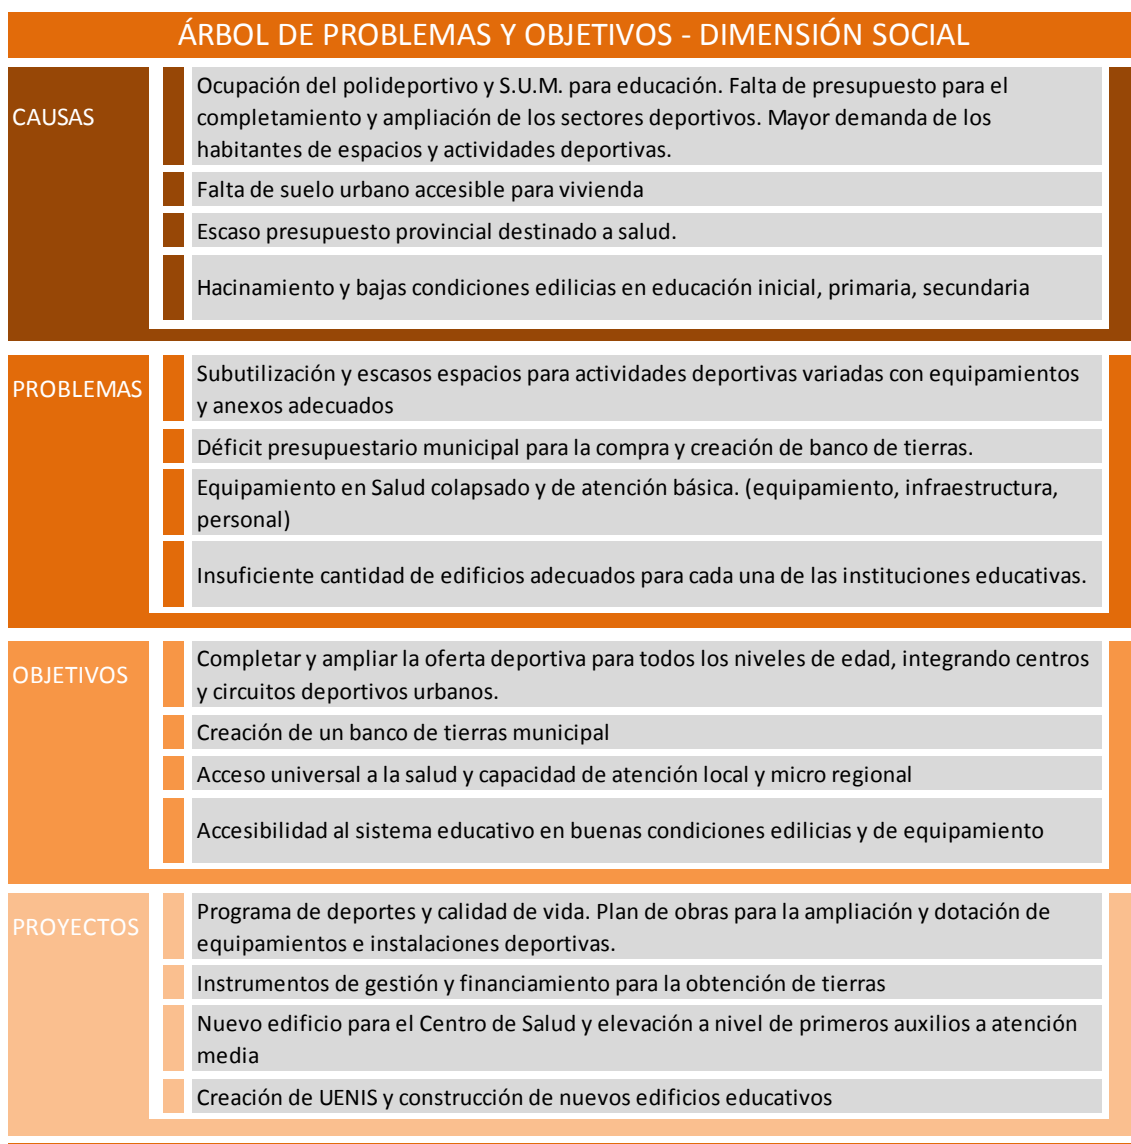 ÁRBOL DE PROBLEMAS Y OBJETIVOS - DIMENSIÓN SOCIAL
CAUSAS
Ocupación del polideportivo y S.U.M. para educación. Falta de presupuesto para el
completamiento y ampliación de los sectores deportivos. Mayor demanda de los
habitantes de espacios y actividades deportivas.
Falta de suelo urbano accesible para vivienda
Escaso presupuesto provincial destinado a salud.
Hacinamiento y bajas condiciones edilicias en educación inicial, primaria, secundaria
PROBLEMAS
Subutilización y escasos espacios para actividades deportivas variadas con equipamientos
y anexos adecuados
Déficit presupuestario municipal para la compra y creación de banco de tierras.
Equipamiento en Salud colapsado y de atención básica. (equipamiento, infraestructura,
personal)
Insuficiente cantidad de edificios adecuados para cada una de las instituciones educativas.
OBJETIVOS
Completar y ampliar la oferta deportiva para todos los niveles de edad, integrando centros
y circuitos deportivos urbanos.
Creación de un banco de tierras municipal
Acceso universal a la salud y capacidad de atención local y micro regional
Accesibilidad al sistema educativo en buenas condiciones edilicias y de equipamiento
PROYECTOS
Programa de deportes y calidad de vida. Plan de obras para la ampliación y dotación de
equipamientos e instalaciones deportivas.
Instrumentos de gestión y financiamiento para la obtención de tierras
Nuevo edificio para el Centro de Salud y elevación a nivel de primeros auxilios a atención
media
Creación de UENIS y construcción de nuevos edificios educativos